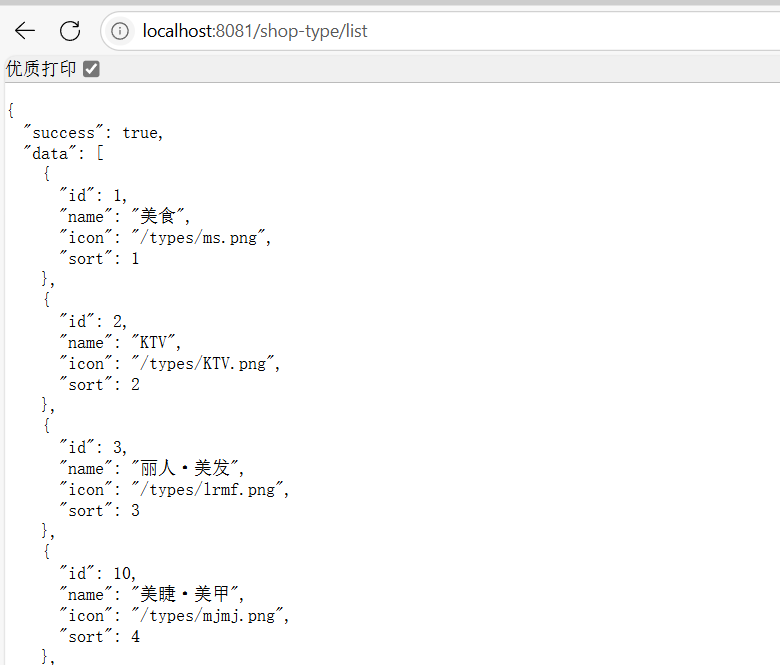 localhost:8081/shop-type/list
优质打印
{
  "success": true,
  "data": [
    {
      "id": 1,
      "name": "美食",
      "icon": "/types/ms.png",
      "sort": 1
    },
    {
      "id": 2,
      "name": "KTV",
      "icon": "/types/KTV.png",
      "sort": 2
    },
    {
      "id": 3,
      "name": "丽人·美发",
      "icon": "/types/lrmf.png",
      "sort": 3
    },
    {
      "id": 10,
      "name": "美睫·美甲",
      "icon": "/types/mjmj.png",
      "sort": 4
    },